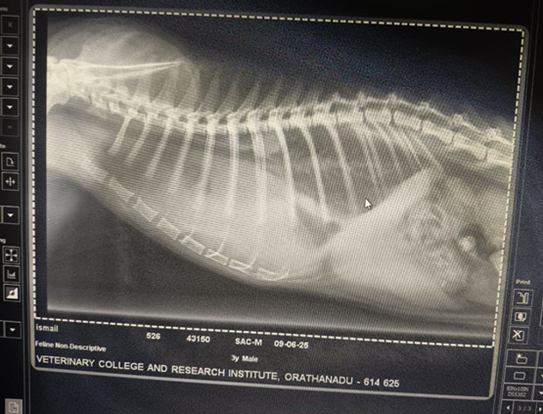 ismail 526 43150 SAC-M 09-06-25
Feline Non-Descriptive 3y Male
VETERINARY COLLEGE AND RESEARCH INSTITUTE, ORATHANADU - 614 625
Print